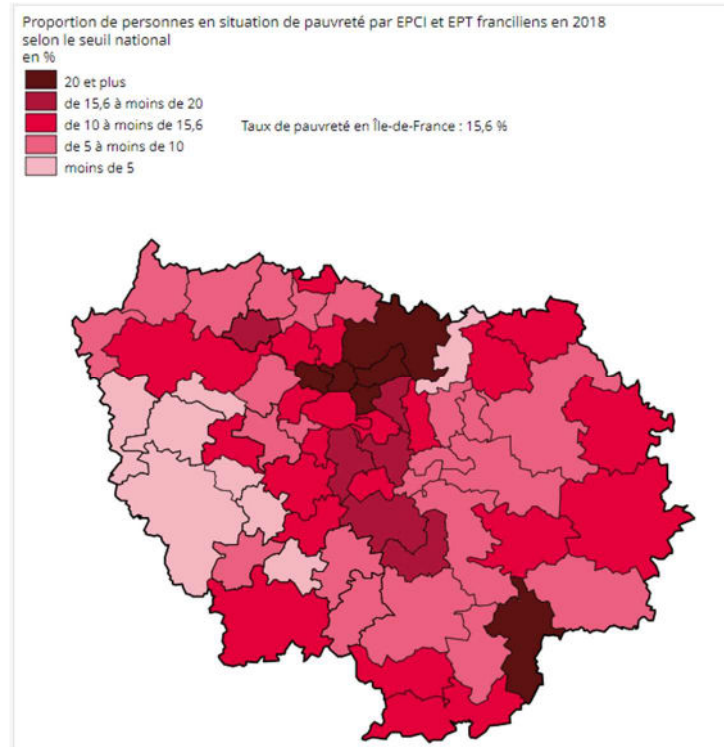 Proportion de personnes en situation de pauvreté par EPCI et EPT franciliens en 2018
selon le seuil national
en %
20 et plus
de 15,6 à moins de 20
de 10 à moins de 15,6
Taux de pauvreté en Île-de-France : 15,6 %
de 5 à moins de 10
moins de 5